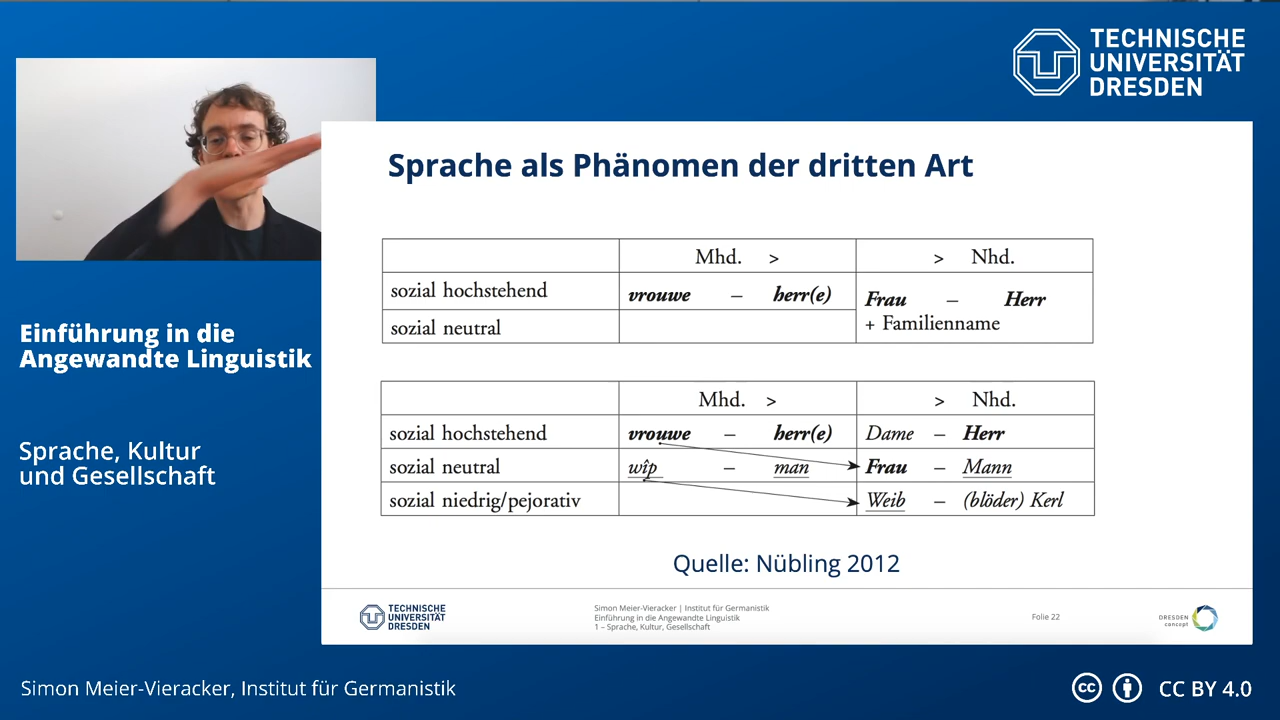 TECHNISCHE
UNIVERSITÄT
DRESDEN
Sprache als Phänomen der dritten Art
Mhd. > > Nhd.
sozial hochstehend vrouwe – herr(e) Frau – Herr
+ Familienname
sozial neutral
Einführung in die
Angewandte Linguistik
Mhd. > > Nhd.
sozial hochstehend vrouwe – herr(e) Dame – Herr
sozial neutral wîp – man Frau – Mann
sozial niedrig/pejorativ Weib – (blöder) Kerl
Sprache, Kultur
und Gesellschaft
Quelle: Nübling 2012
TECHNISCHE
UNIVERSITÄT
DRESDEN
Simon Meier-Vieracker | Institut für Germanistik
Einführung in die Angewandte Linguistik
1 – Sprache, Kultur, Gesellschaft
Folie 22
DRESDEN
concept
Simon Meier-Vieracker, Institut für Germanistik
cc CC BY 4.0